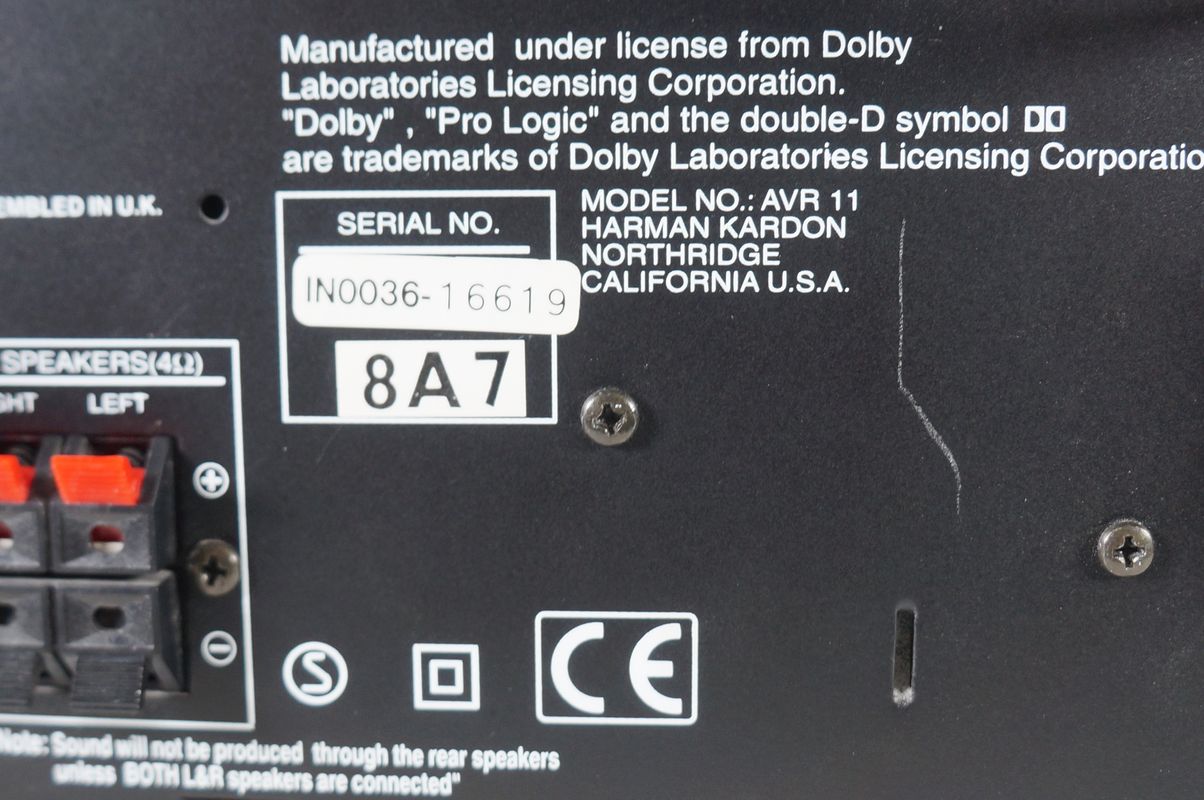 Manufactured under license from Dolby
Laboratories Licensing Corporation.
"Dolby" , "Pro Logic" and the double-D symbol
are trademarks of Dolby Laboratories Licensing Corporatio
EMBLED IN U.K.
SERIAL NO.
IN0036-16619
8A7
MODEL NO.: AVR 11
HARMAN KARDON
NORTHRIDGE
CALIFORNIA U.S.A.
SPEAKERS(4Ω)
GHT LEFT
+
−
S
CE
Note: Sound will not be produced through the rear speakers
unless BOTH L&R speakers are connected"